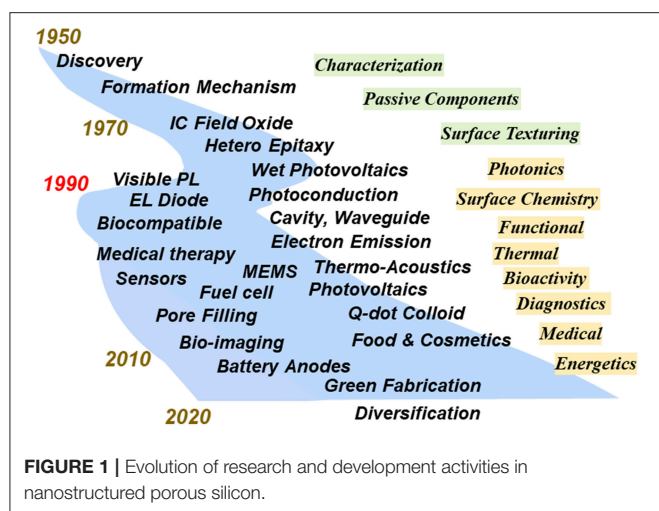 1950
Discovery
Characterization
Formation Mechanism
Passive Components
1970
IC Field Oxide
Surface Texturing
Hetero Epitaxy
Wet Photovoltaics
Photonics
1990
Visible PL
Photoconduction
Surface Chemistry
EL Diode
Cavity, Waveguide
Functional
Biocompatible
Electron Emission
Medical therapy
Thermal
MEMS
Thermo-Acoustics
Sensors
Bioactivity
Fuel cell
Photovoltaics
Diagnostics
Pore Filling
Q-dot Colloid
Bio-imaging
Food & Cosmetics
Medical
2010
Battery Anodes
Energetics
Green Fabrication
2020
Diversification
FIGURE 1 | Evolution of research and development activities in
nanostructured porous silicon.